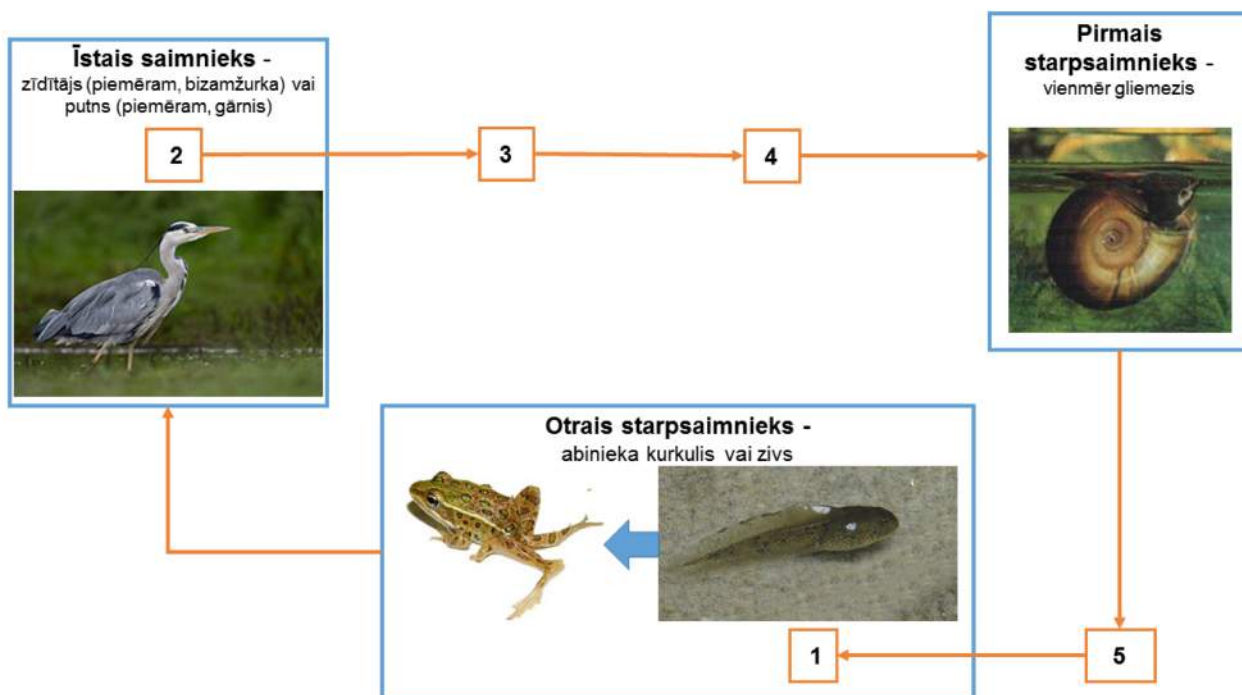 Īstais saimnieks -
zīdītājs (piemēram, bizamžurka) vai
putns (piemēram, gārnis)
2
3
4
Pirmais
starpsaimnieks -
vienmēr gliemezis
Otrais starpsaimnieks -
abinieka kurkulis vai zivs
1
5